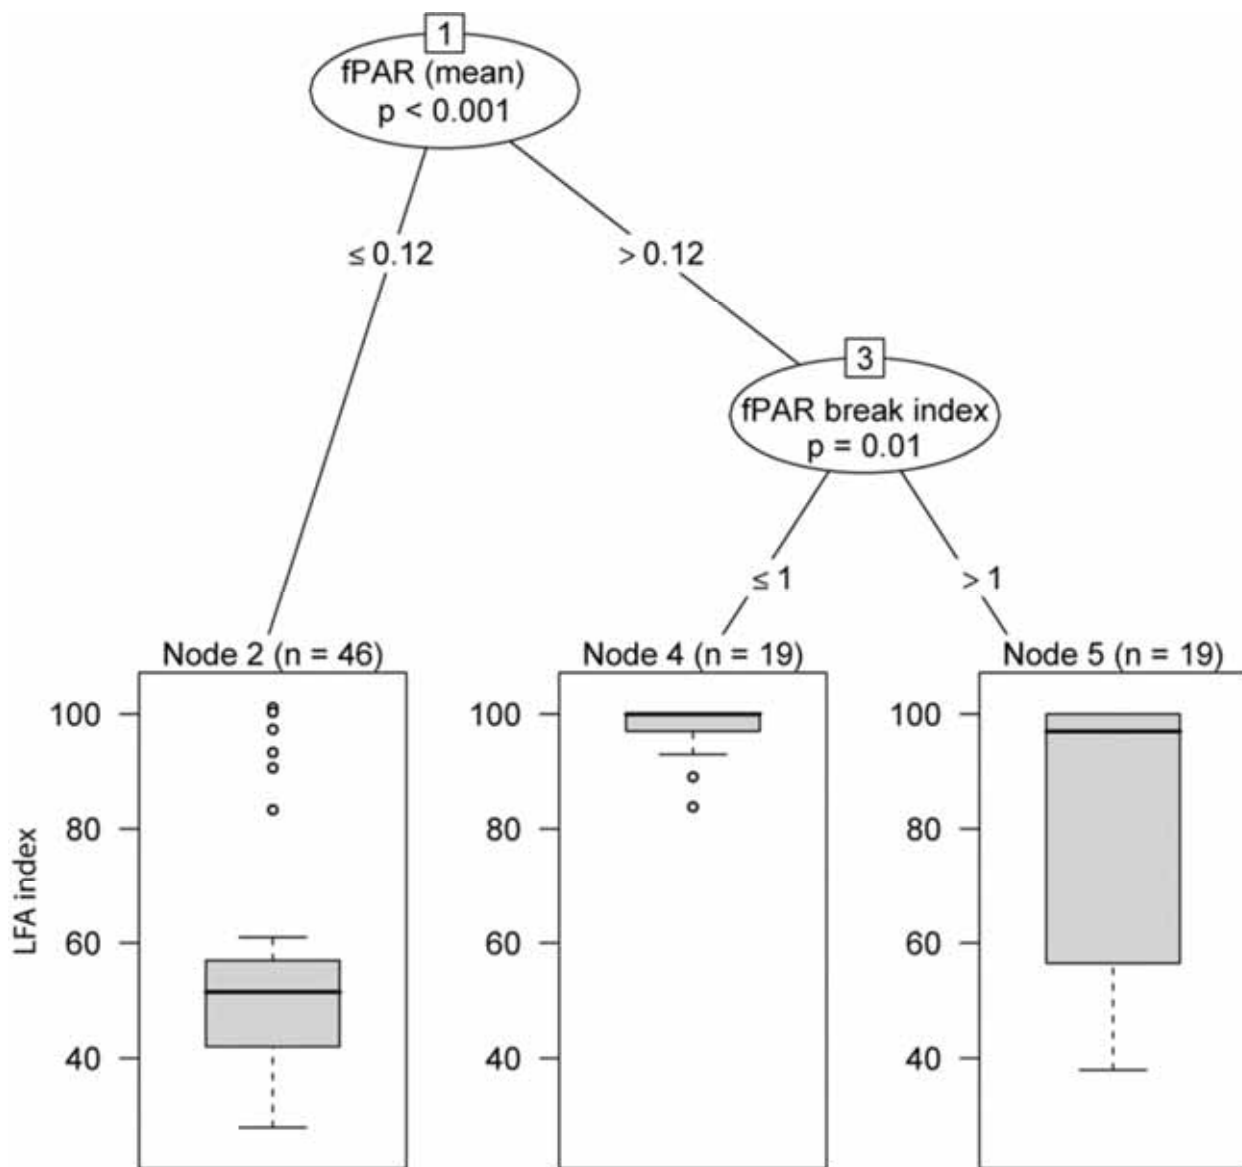 1
fPAR (mean)
p < 0.001
≤ 0.12
> 0.12
3
fPAR break index
p = 0.01
≤ 1
> 1
Node 2 (n = 46)
Node 4 (n = 19)
Node 5 (n = 19)
LFA index
100
80
60
40
100
80
60
40
100
80
60
40